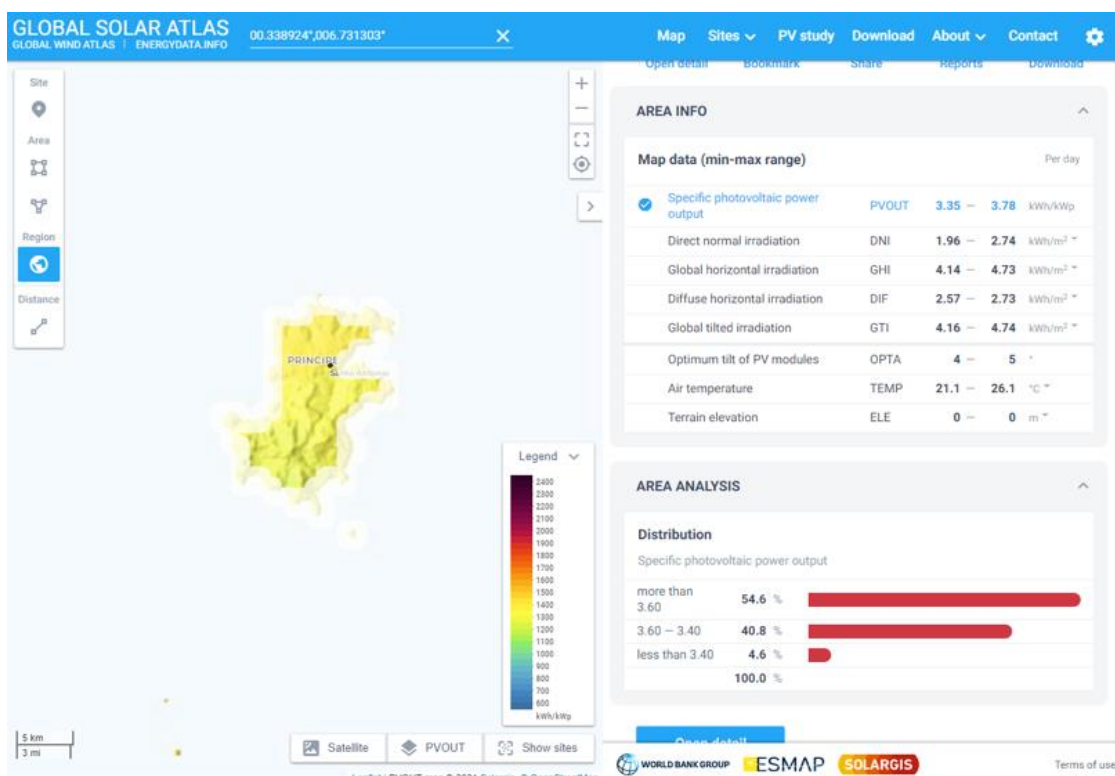 GLOBAL SOLAR ATLAS
GLOBAL WIND ATLAS | ENERGYDATA.INFO
00.338924°,006.731303°
Map Sites PV study Download About Contact
Site
Area
Region
Distance
PRINCIPE
Legend
2400
2300
2200
2100
2000
1900
1800
1700
1600
1500
1400
1300
1200
1100
1000
900
800
700
600
kWh/kWp
5 km
3 mi
Satellite PVOUT Show sites
Open detail Bookmark Share Reports Download
AREA INFO
Map data (min-max range) Per day
Specific photovoltaic power
output PVOUT 3.35 — 3.78 kWh/kWp
Direct normal irradiation DNI 1.96 — 2.74 kWh/m²
Global horizontal irradiation GHI 4.14 — 4.73 kWh/m²
Diffuse horizontal irradiation DIF 2.57 — 2.73 kWh/m²
Global tilted irradiation GTI 4.16 — 4.74 kWh/m²
Optimum tilt of PV modules OPTA 4 — 5 °
Air temperature TEMP 21.1 — 26.1 °C
Terrain elevation ELE 0 — 0 m
AREA ANALYSIS
Distribution
Specific photovoltaic power output
more than
3.60 54.6 %
3.60 — 3.40 40.8 %
less than 3.40 4.6 %
100.0 %
Open detail
WORLD BANK GROUP ESMAP SOLARGIS Terms of use